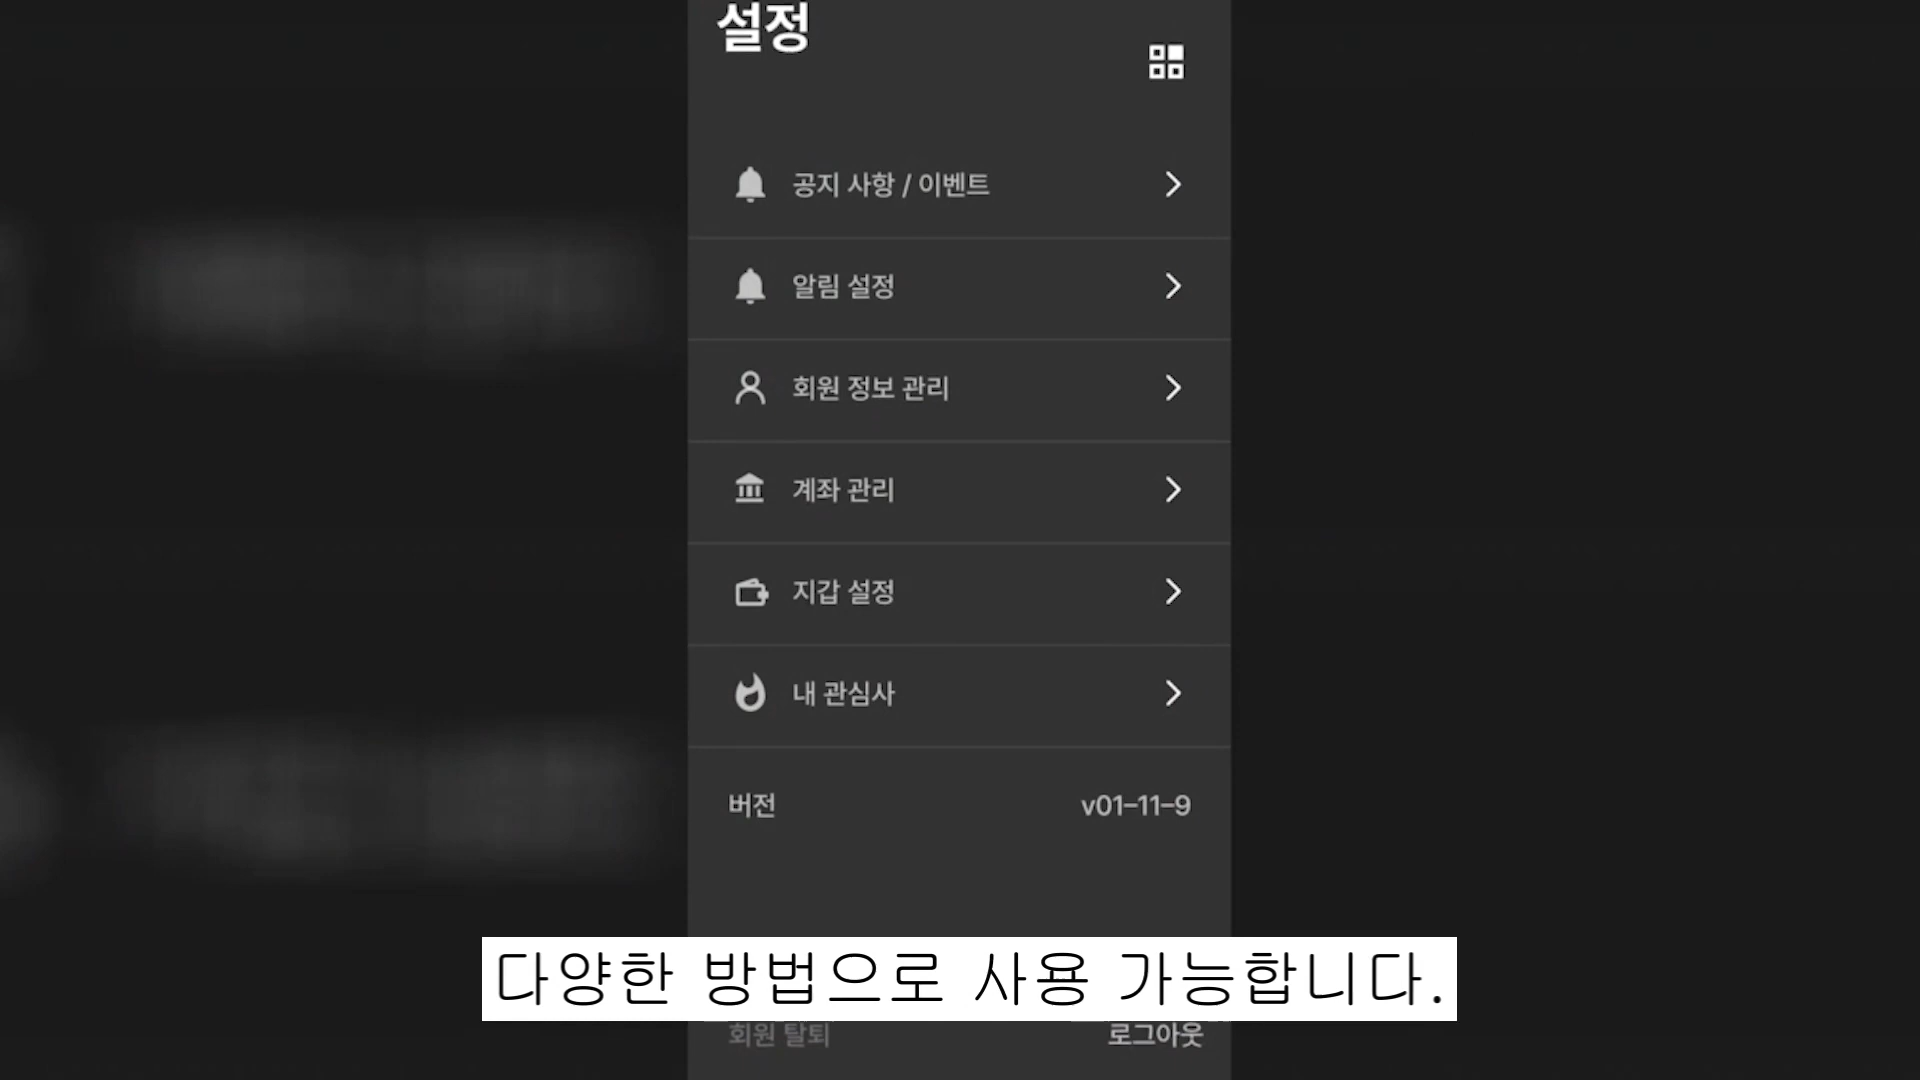 설정
공지 사항 / 이벤트
알림 설정
회원 정보 관리
계좌 관리
지갑 설정
내 관심사
버전 v01-11-9
다양한 방법으로 사용 가능합니다.
회원 탈퇴 로그아웃